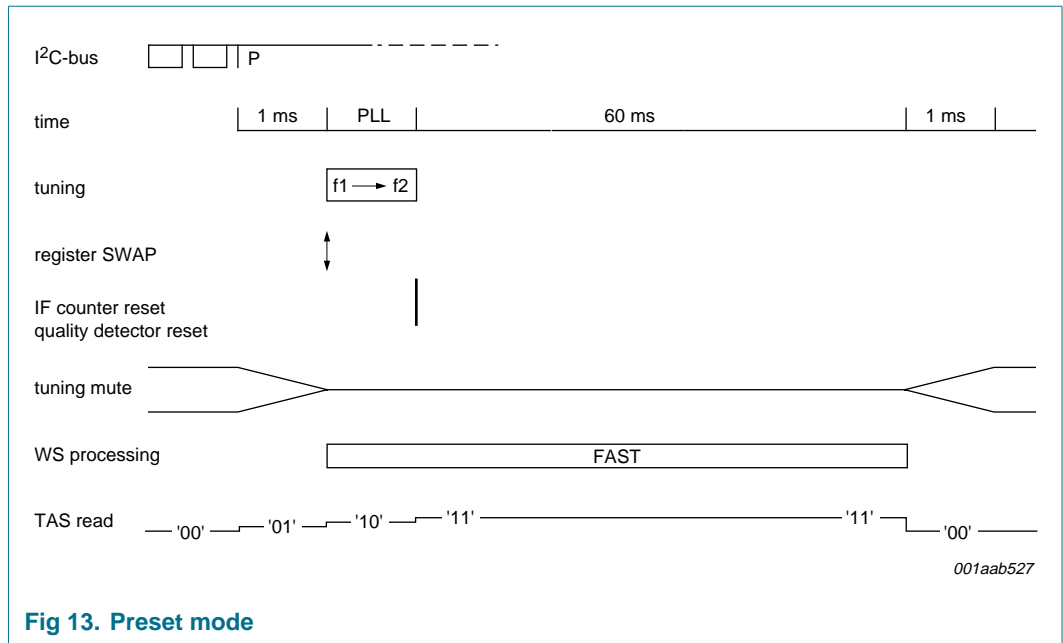 I²C-bus P
time 1 ms PLL 60 ms 1 ms
tuning f1 → f2
register SWAP
IF counter reset
quality detector reset
tuning mute
WS processing FAST
TAS read '00' '01' '10' '11' '11' '00'
001aab527
Fig 13. Preset mode